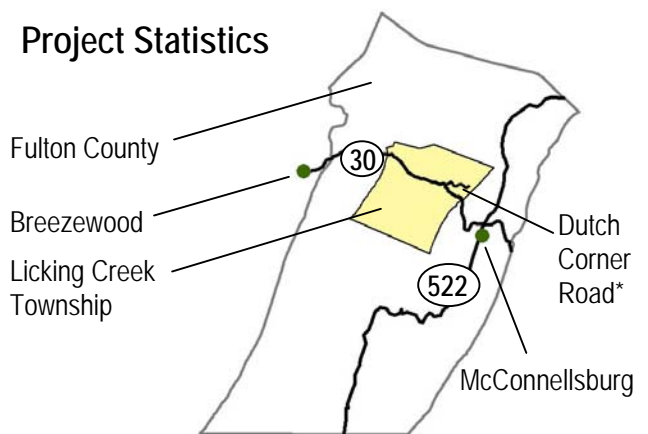 Project Statistics
Fulton County
30
Breezewood
Licking Creek
Township
Dutch
Corner
Road*
522
McConnellsburg